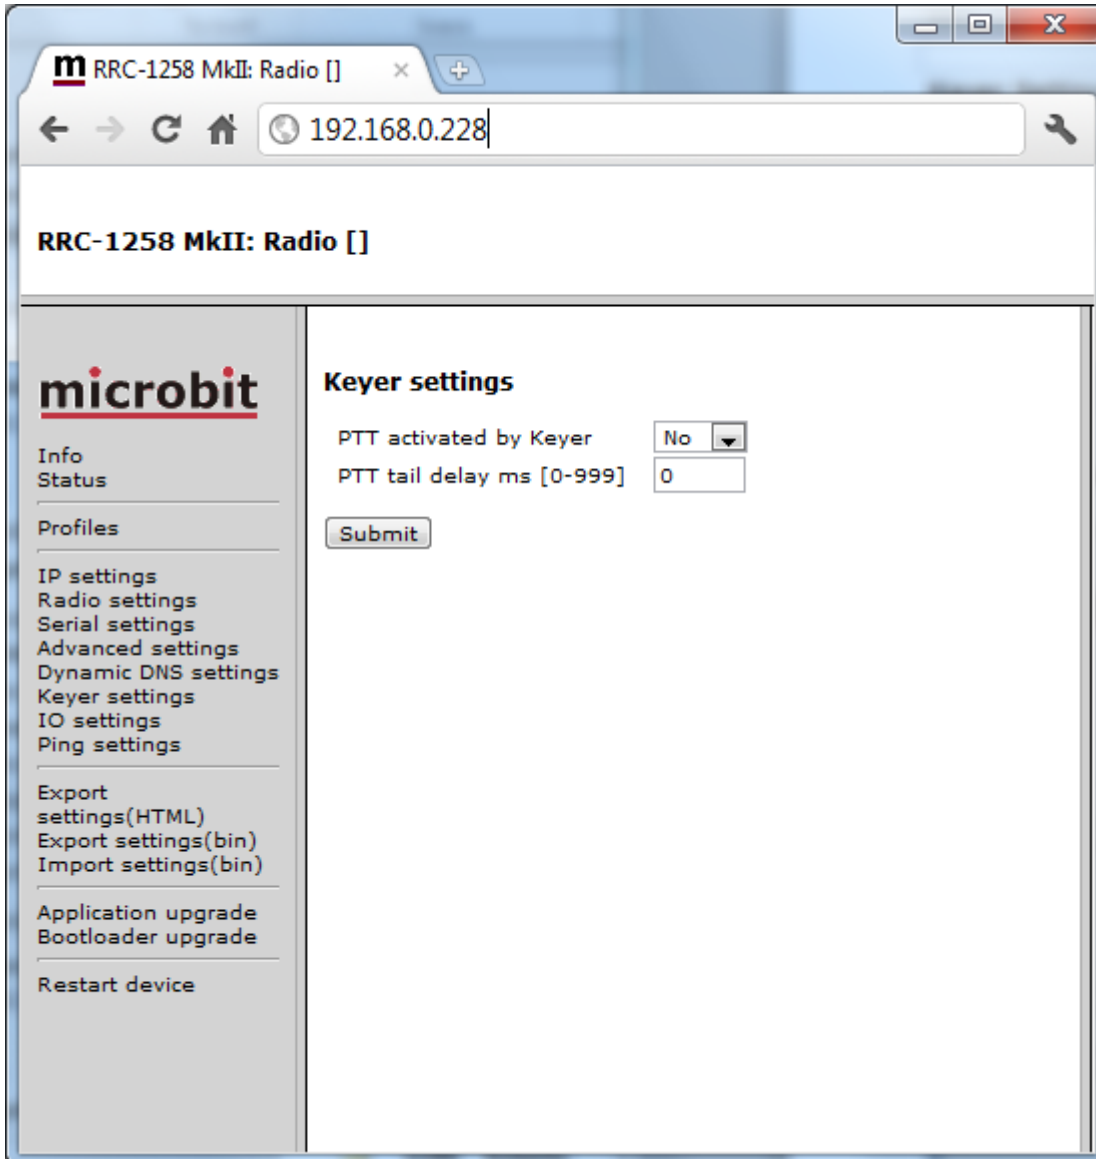 RRC-1258 MkII: Radio []
192.168.0.228
RRC-1258 MkII: Radio []
microbit
Info
Status
Profiles
IP settings
Radio settings
Serial settings
Advanced settings
Dynamic DNS settings
Keyer settings
IO settings
Ping settings
Export
settings(HTML)
Export settings(bin)
Import settings(bin)
Application upgrade
Bootloader upgrade
Restart device
Keyer settings
PTT activated by Keyer No
PTT tail delay ms [0-999] 0
Submit